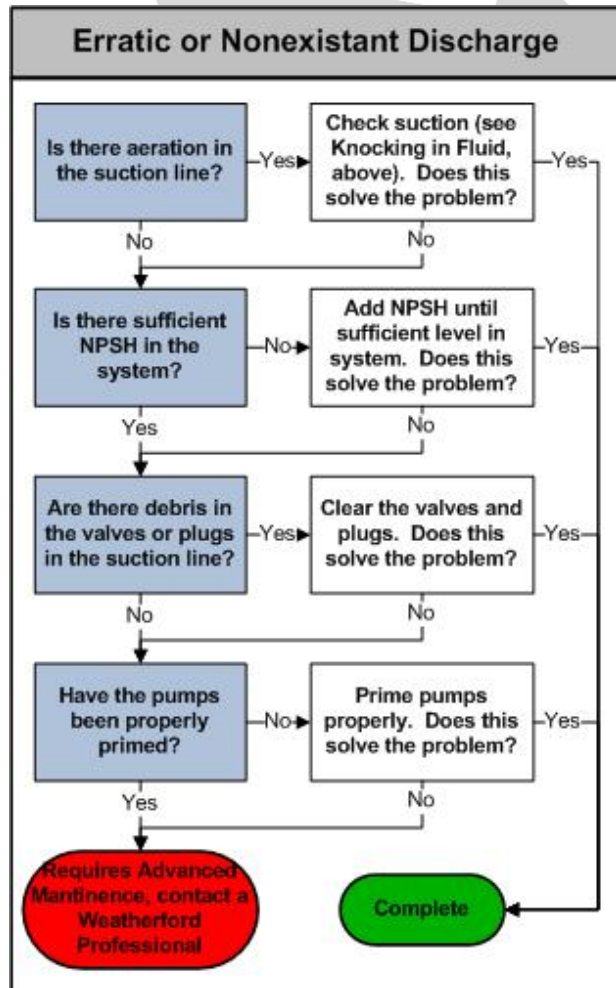 Erratic or Nonexistant Discharge
Is there aeration in
the suction line?
Yes
Check suction (see
Knocking in Fluid,
above). Does this
solve the problem?
Yes
No
No
Is there sufficient
NPSH in the
system?
No
Add NPSH until
sufficient level in
system. Does this
solve the problem?
Yes
Yes
No
Are there debris in
the valves or plugs
in the suction line?
Yes
Clear the valves and
plugs. Does this
solve the problem?
Yes
No
No
Have the pumps
been properly
primed?
No
Prime pumps
properly. Does this
solve the problem?
Yes
Yes
No
Requires Advanced
Mantinence, contact a
Weatherford
Professional
Complete